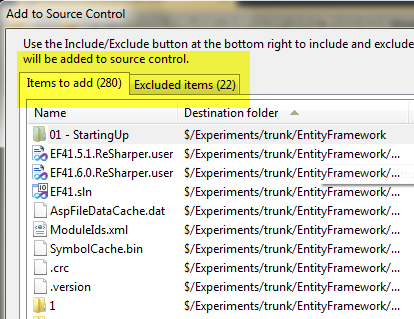 Add to Source Control
Use the Include/Exclude button at the bottom right to include and exclude
will be added to source control.
Items to add (280) Excluded items (22)
Name Destination folder
01 - StartingUp $/Experiments/trunk/EntityFramework
EF41.5.1.ReSharper.user $/Experiments/trunk/EntityFramework/...
EF41.6.0.ReSharper.user $/Experiments/trunk/EntityFramework/...
EF41.sln $/Experiments/trunk/EntityFramework/...
AspFileDataCache.dat $/Experiments/trunk/EntityFramework/...
ModuleIds.xml $/Experiments/trunk/EntityFramework/...
SymbolCache.bin $/Experiments/trunk/EntityFramework/...
.crc $/Experiments/trunk/EntityFramework/...
.version $/Experiments/trunk/EntityFramework/...
1 $/Experiments/trunk/EntityFramework/...